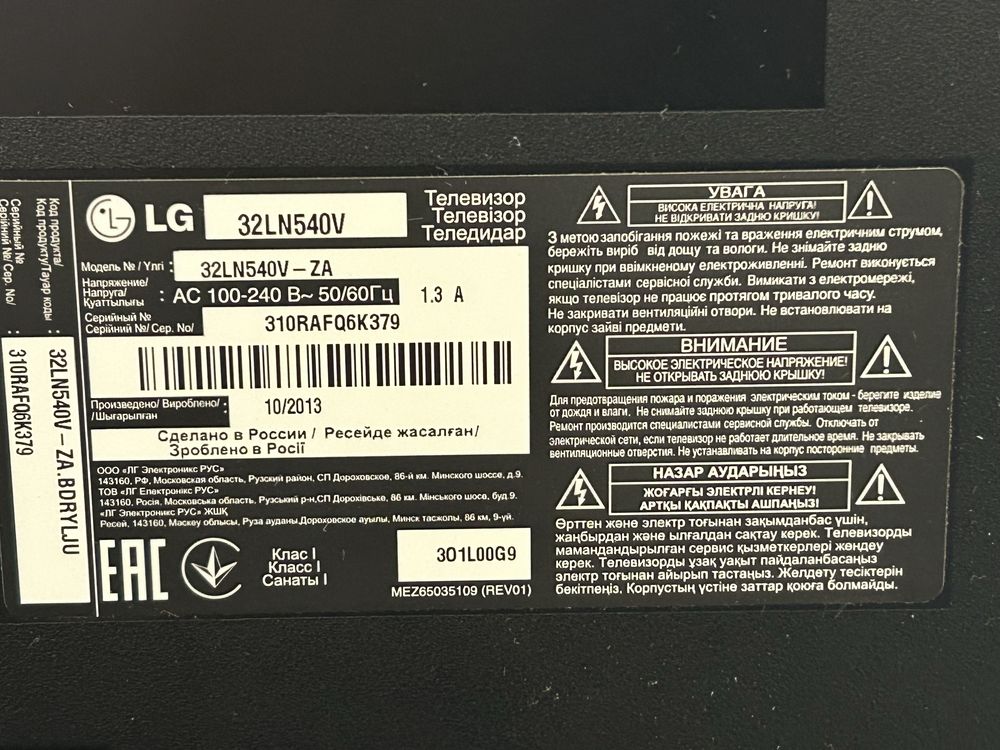 Код продукта/
Код продукту/Тауар коды :
Серийный №
Серійний №/Сер. No/ :
32LN540V–ZA.BDRYLJU
310RAFQ6K379
LG
32LN540V
Телевизор
Телевізор
Теледидар
Модель № / Үлгі :
32LN540V–ZA
Напряжение/
Напруга/
Қуаттылығы :
AC 100-240 В~ 50/60Гц
1.3 A
Серийный №
Серійний №/ Сер. No/
310RAFQ6K379
Произведено/ Вироблено/
/Шығарылған :
10/2013
Сделано в России / Ресейде жасалған/
Зроблено в Росії
ООО «ЛГ Электроникс РУС»
143160, РФ, Московская область, Рузский район, СП Дороховское, 86-й км. Минского шоссе, д.9.
ТОВ «ЛГ Електронікс РУС»
143160, Росія, Московська область, Рузський р-н,СП Дорохівське, 86 км. Мінського шосе, буд.9.
«ЛГ Электроникс РУС» ЖШҚ
Ресей, 143160, Мәскеу облысы, Руза ауданы,Дороховское ауылы, Минск тасжолы, 86 км, 9-үй.
EAC
Клас I
Класс I
Санаты I
301L00G9
MEZ65035109 (REV01)
УВАГА
ВИСОКА ЕЛЕКТРИЧНА НАПРУГА!
НЕ ВІДКРИВАТИ ЗАДНЮ КРИШКУ!
З метою запобігання пожежі та враження електричним струмом,
бережіть виріб від дощу та вологи. Не знімайте задню
кришку при ввімкненому електроживленні. Ремонт виконується
спеціалістами сервісної служби. Вимикати з електромережі,
якщо телевізор не працює протягом тривалого часу.
Не закривати вентиляційні отвори. Не встановлювати на
корпус зайві предмети.
ВНИМАНИЕ
ВЫСОКОЕ ЭЛЕКТРИЧЕСКОЕ НАПРЯЖЕНИЕ!
НЕ ОТКРЫВАТЬ ЗАДНЮЮ КРЫШКУ!
Для предотвращения пожара и поражения электрическим током - берегите изделие
от дождя и влаги. Не снимайте заднюю крышку при работающем телевизоре.
Ремонт производится специалистами сервисной службы. Отключать от
электрической сети, если телевизор не работает длительное время. Не закрывать
вентиляционные отверстия. Не устанавливать на корпус посторонние предметы.
НАЗАР АУДАРЫҢЫЗ
ЖОҒАРҒЫ ЭЛЕКТРЛІ КЕРНЕУ!
АРТҚЫ ҚАҚПАҚТЫ АШПАҢЫЗ!
Өрттен және электр тоғынан зақымданбас үшін,
жаңбырдан және ылғалдан сақтау керек. Телевизорды
мамандандырылған сервис қызметкерлері жөндеу
керек. Телевизорды ұзақ уақыт пайдаланбасаңыз
электр тоғынан айырып тастаңыз. Желдету тесіктерін
бекітпеңіз. Корпустың үстіне заттар қоюға болмайды.